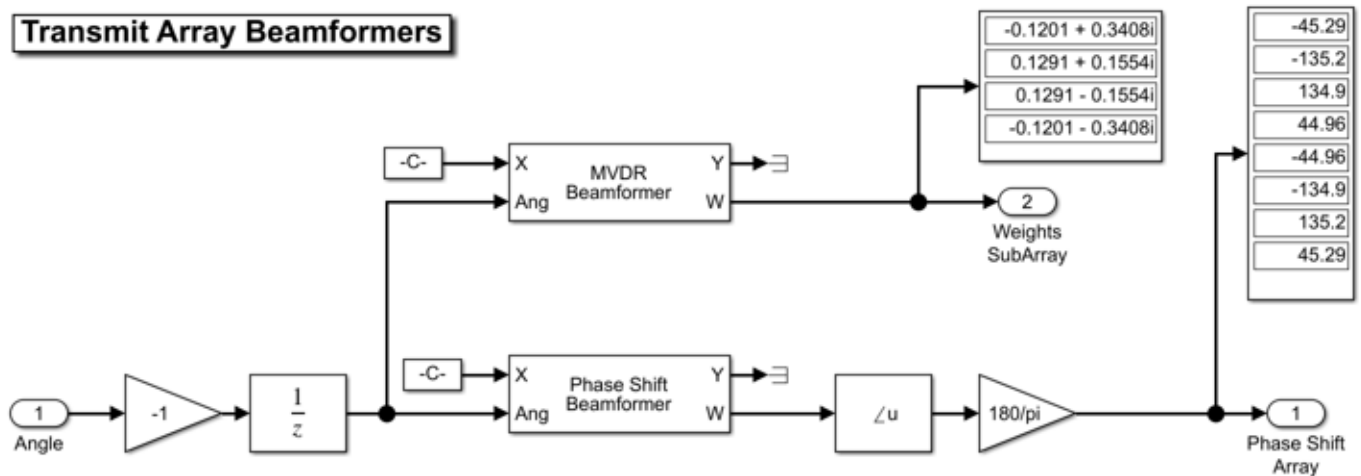 Transmit Array Beamformers
-0.1201 + 0.3408i
0.1291 + 0.1554i
0.1291 - 0.1554i
-0.1201 - 0.3408i
-45.29
-135.2
134.9
44.96
-44.96
-134.9
135.2
45.29
-C-
X
Ang
MVDR
Beamformer
Y
W
2
Weights
SubArray
-C-
X
Ang
Phase Shift
Beamformer
Y
W
1
Angle
-1
1
z
∠u
180/pi
1
Phase Shift
Array